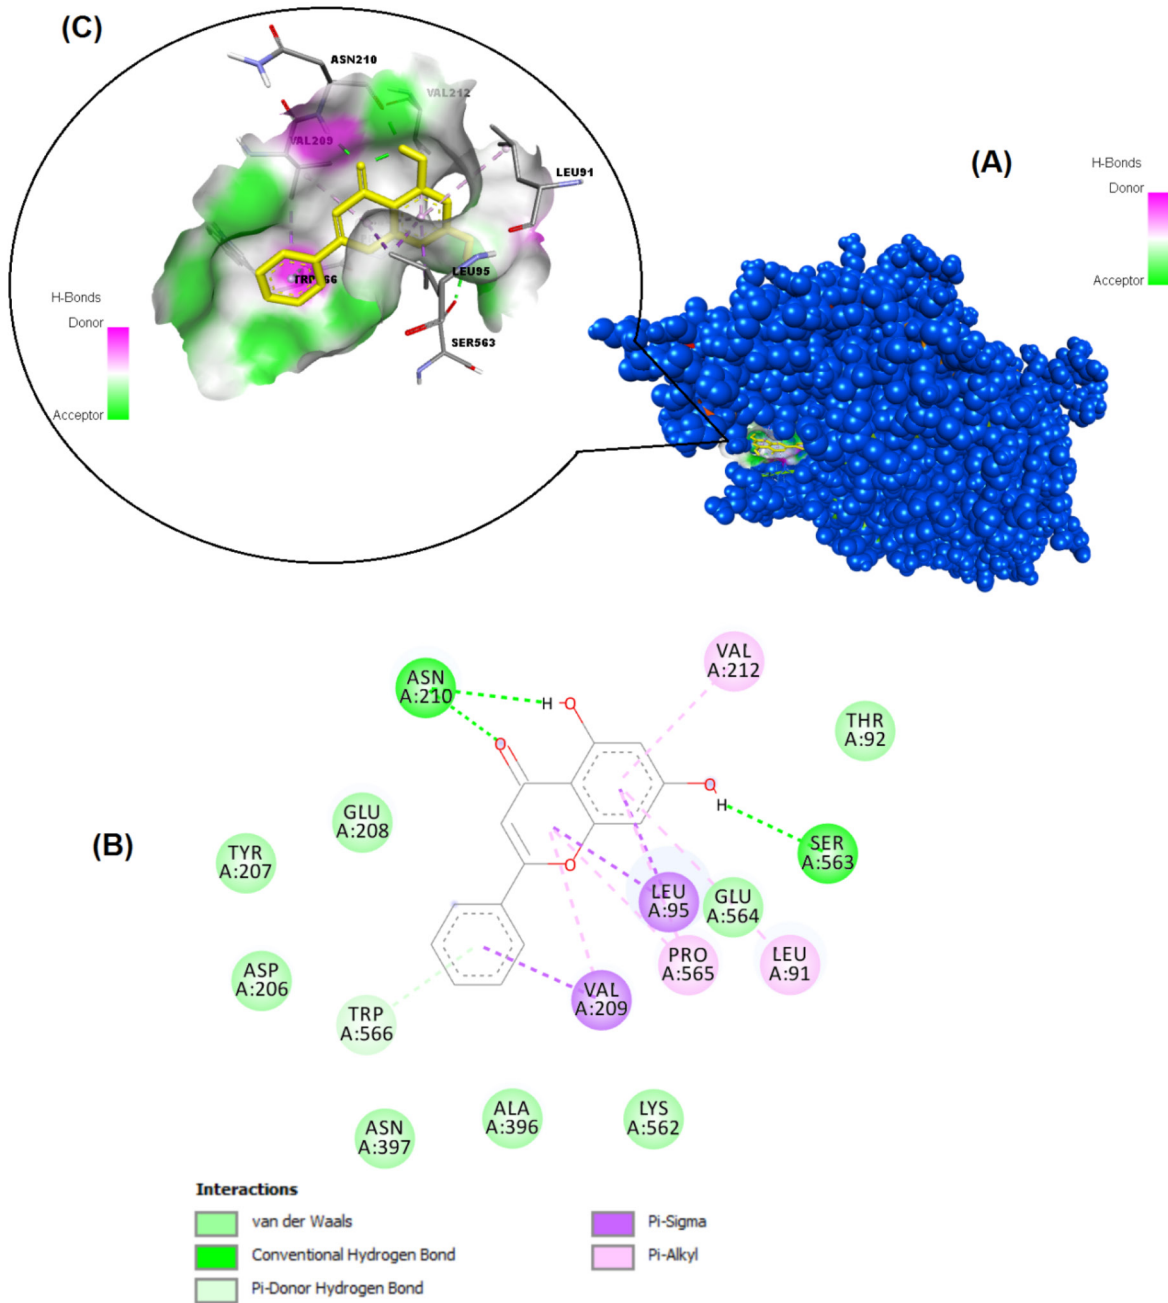 (C)
ASN210
VAL212
VAL209
LEU91
TRP566
LEU95
SER563
H-Bonds
Donor
Acceptor
(A)
H-Bonds
Donor
Acceptor
(B)
ASN
A:210
VAL
A:212
THR
A:92
H
O
O
O
H
O
GLU
A:208
TYR
A:207
SER
A:563
LEU
A:95
GLU
A:564
PRO
A:565
LEU
A:91
ASP
A:206
TRP
A:566
VAL
A:209
ASN
A:397
ALA
A:396
LYS
A:562
Interactions
van der Waals
Conventional Hydrogen Bond
Pi-Donor Hydrogen Bond
Pi-Sigma
Pi-Alkyl